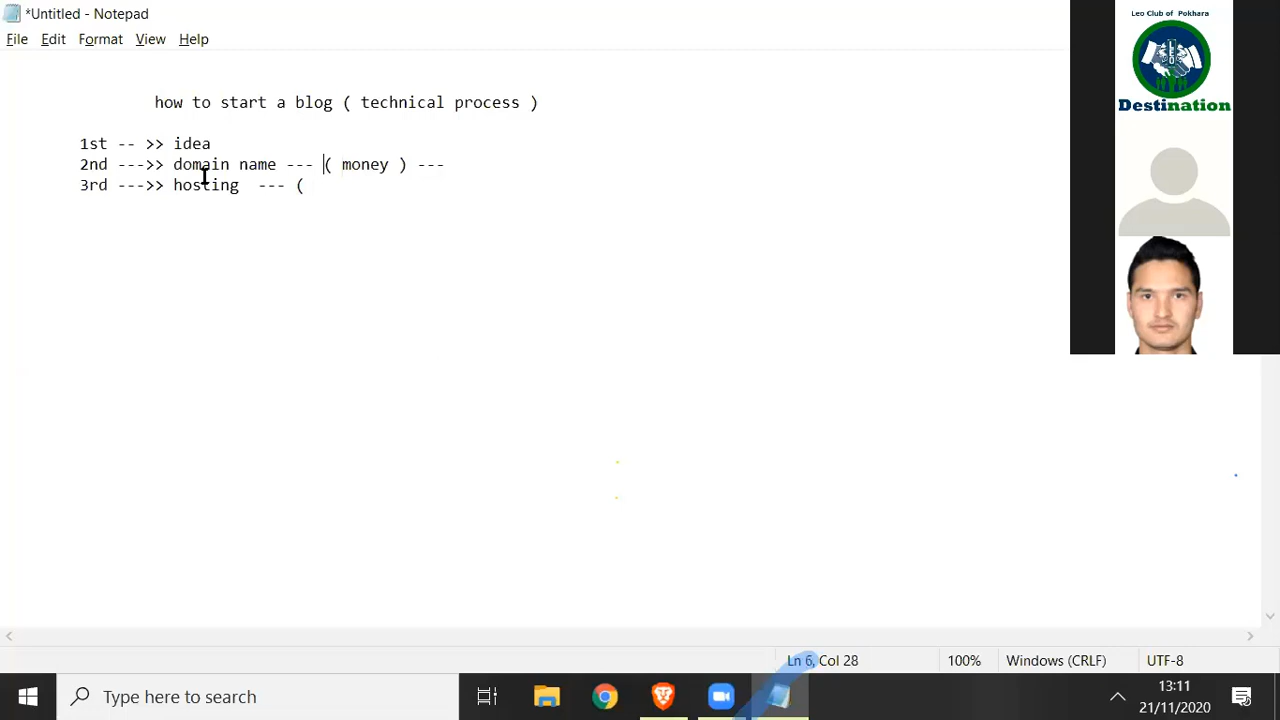 *Untitled - Notepad
File Edit Format View Help
how to start a blog ( technical process )
1st -- >> idea
2nd --->> domain name --- ( money ) ---
3rd --->> hosting --- (
Leo Club of Pokhara
LEO
Destination
Ln 6, Col 28
100%
Windows (CRLF)
UTF-8
Type here to search
13:11
21/11/2020